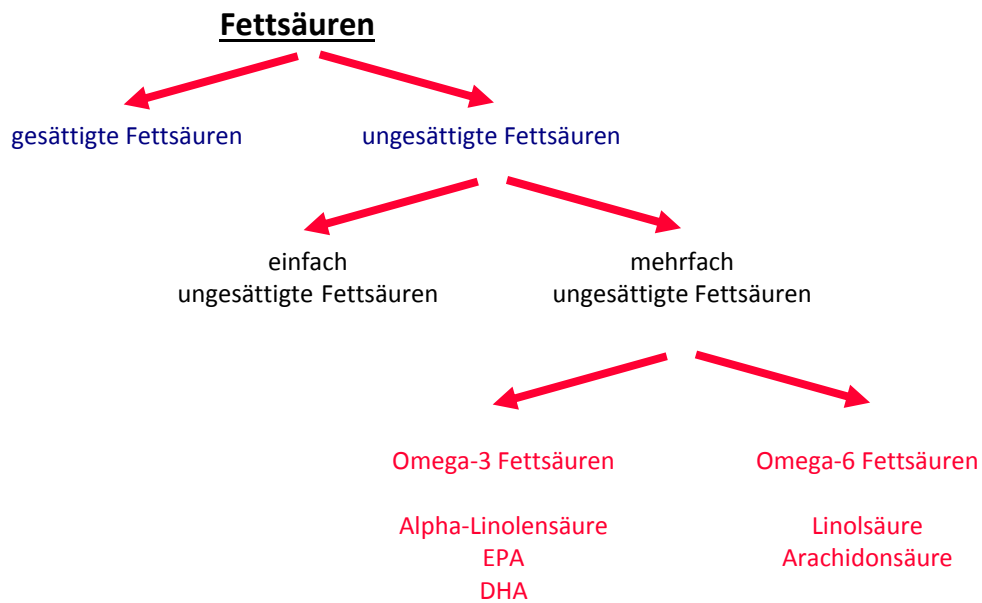 Fettsäuren
gesättigte Fettsäuren
ungesättigte Fettsäuren
einfach
ungesättigte Fettsäuren
mehrfach
ungesättigte Fettsäuren
Omega-3 Fettsäuren
Alpha-Linolensäure
EPA
DHA
Omega-6 Fettsäuren
Linolsäure
Arachidonsäure